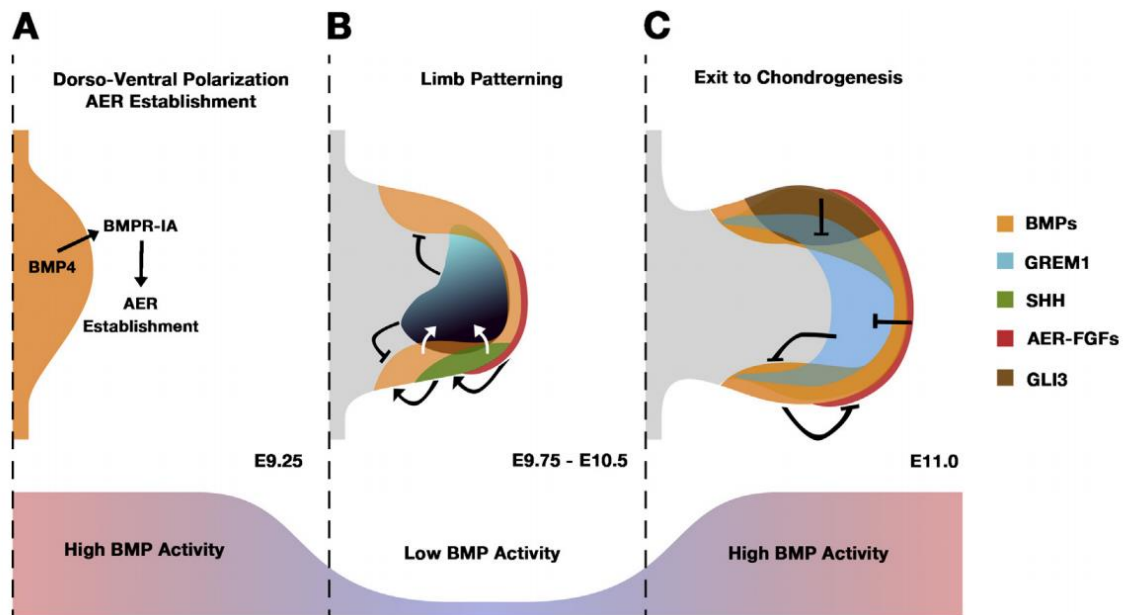 A
B
C
Dorso-Ventral Polarization
AER Establishment
Limb Patterning
Exit to Chondrogenesis
BMPR-IA
BMP4
AER
Establishment
BMPs
GREM1
SHH
AER-FGFs
GLI3
E9.25
E9.75 - E10.5
E11.0
High BMP Activity
Low BMP Activity
High BMP Activity